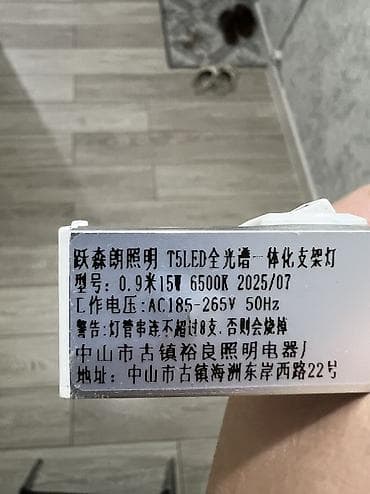 跃森朗照明 T5LED全光谱一体化支架灯
型号: 0.9米15W 6500K 2025/07
工作电压:AC185-265V 50Hz
警告:灯管串连不超过8支,否则会烧掉
中山市古镇裕良照明电器厂
地址: 中山市古镇海洲东岸西路22号